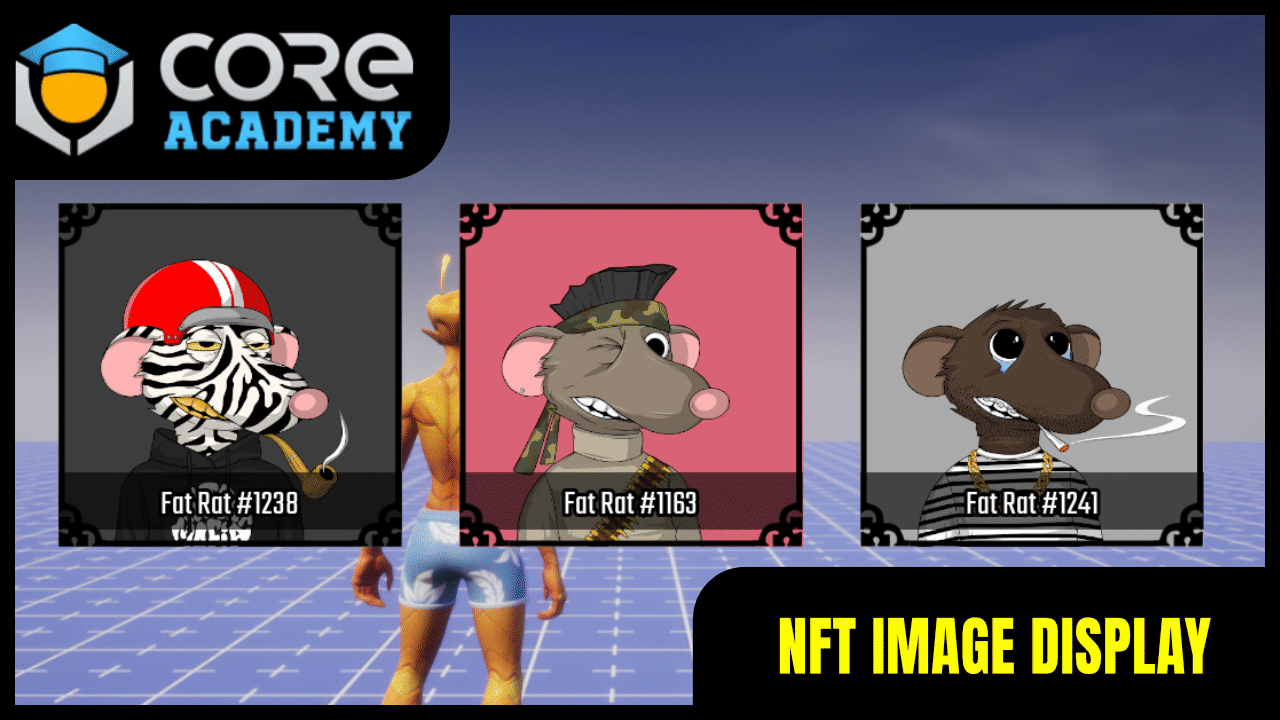 CORE
ACADEMY
Fat Rat #1238
Fat Rat #1163
Fat Rat #1241
NFT IMAGE DISPLAY